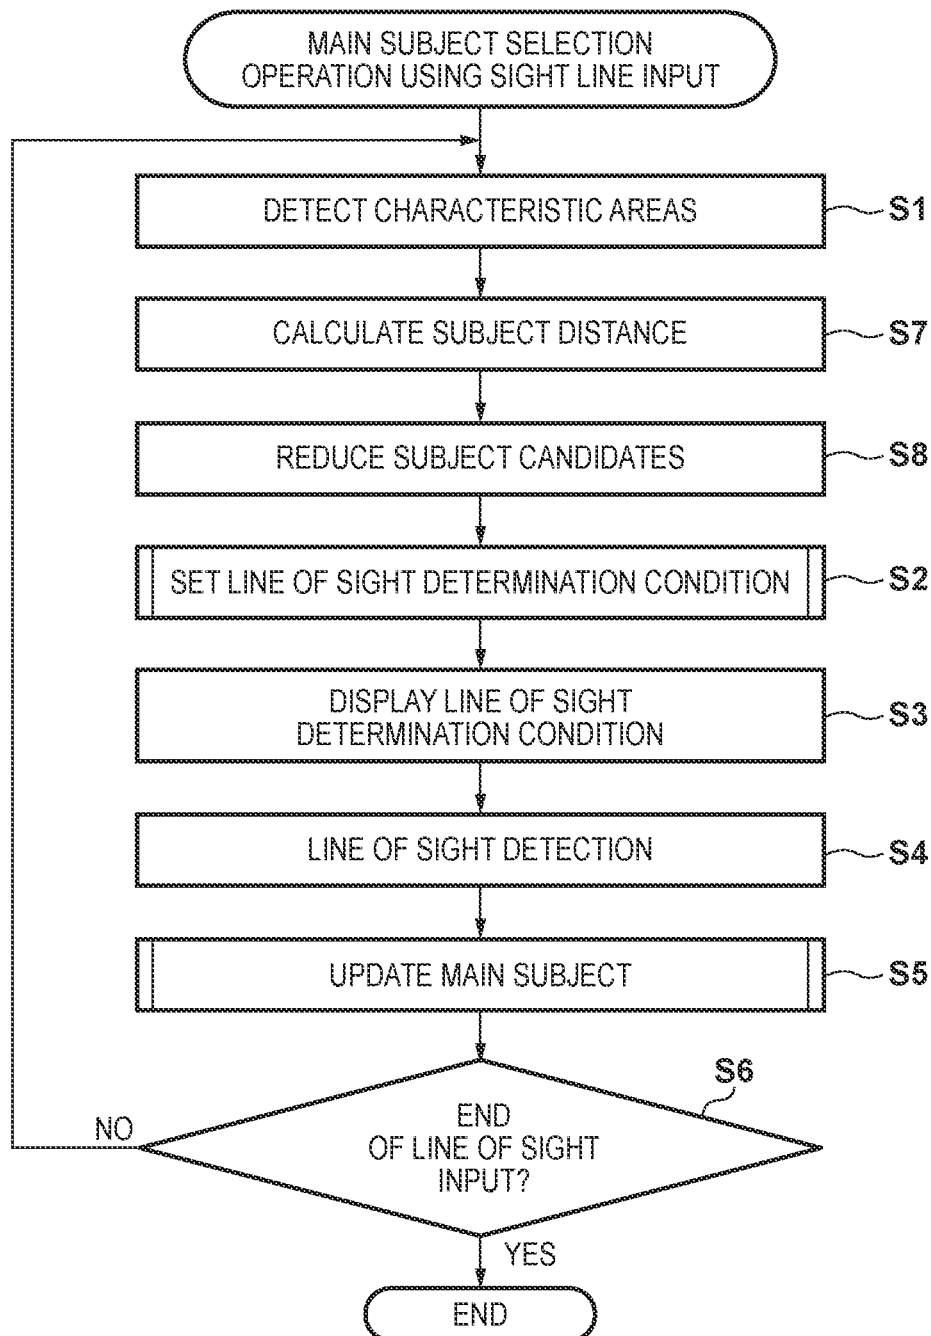 MAIN SUBJECT SELECTION
OPERATION USING SIGHT LINE INPUT
DETECT CHARACTERISTIC AREAS
S1
CALCULATE SUBJECT DISTANCE
S7
REDUCE SUBJECT CANDIDATES
S8
SET LINE OF SIGHT DETERMINATION CONDITION
S2
DISPLAY LINE OF SIGHT
DETERMINATION CONDITION
S3
LINE OF SIGHT DETECTION
S4
UPDATE MAIN SUBJECT
S5
S6
NO
END
OF LINE OF SIGHT
INPUT?
YES
END